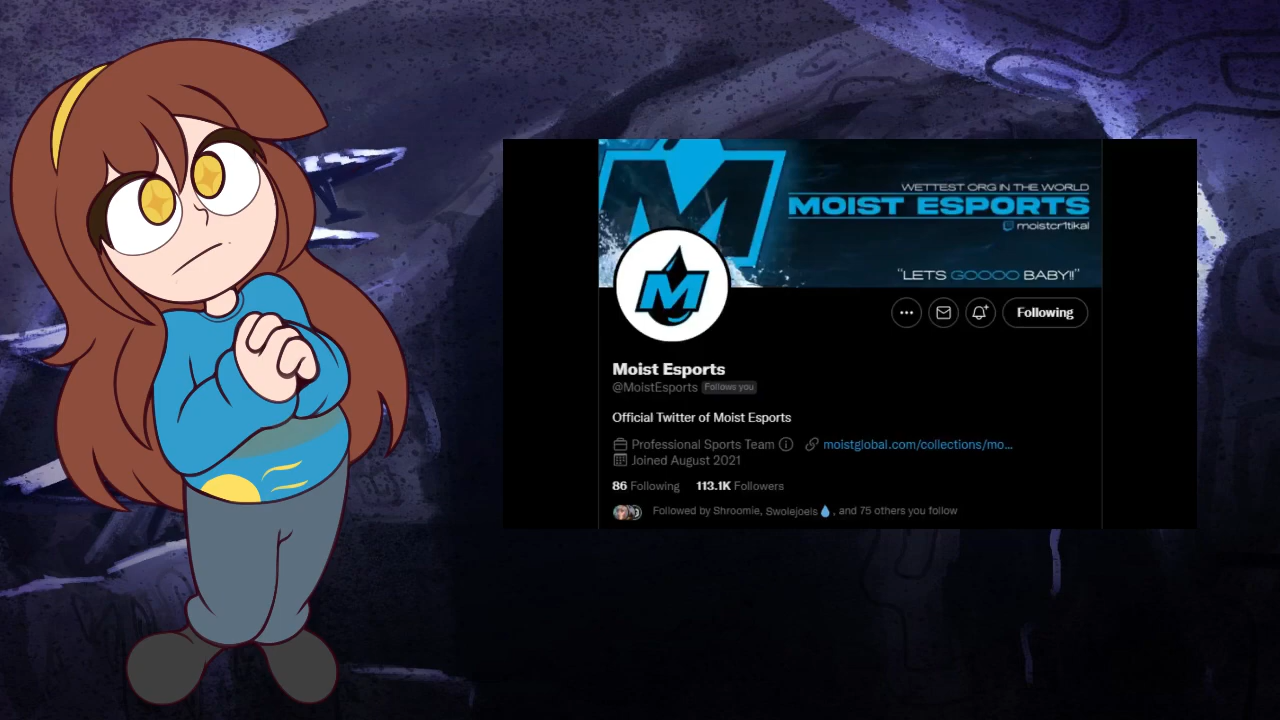 WETTEST ORG IN THE WORLD
MOIST ESPORTS
moistcr1tikal
"LETS GOOOO BABY!!"
M
M
Following
Moist Esports
@MoistEsports Follows you
Official Twitter of Moist Esports
Professional Sports Team moistglobal.com/collections/mo...
Joined August 2021
86 Following 113.1K Followers
Followed by Shroomie, Swolejoels💧, and 75 others you follow